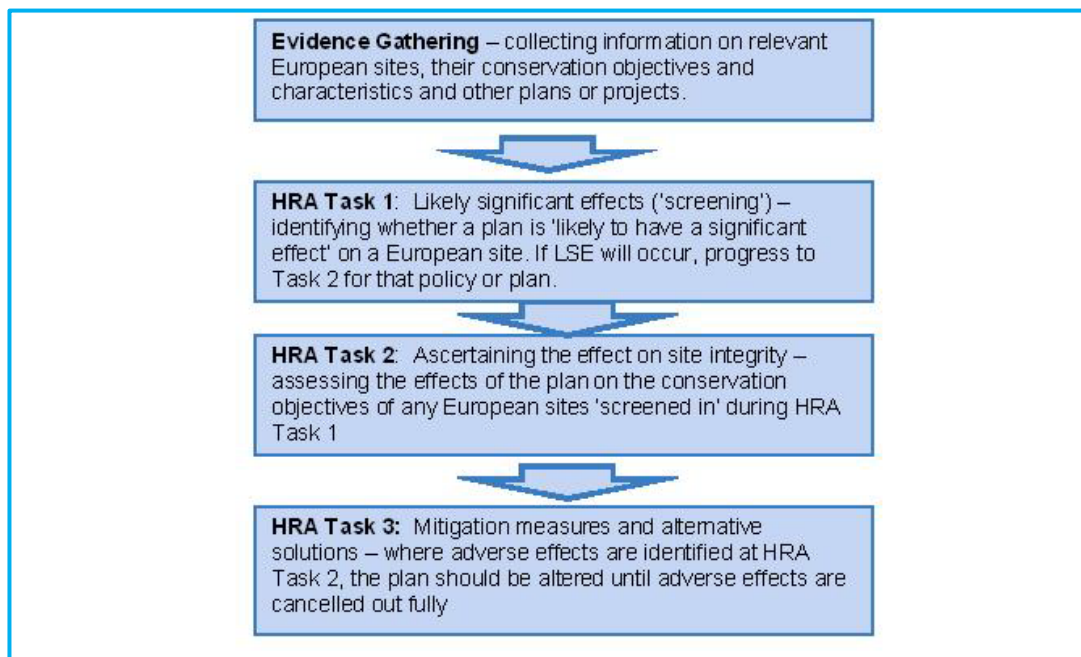 Evidence Gathering – collecting information on relevant
European sites, their conservation objectives and
characteristics and other plans or projects.
HRA Task 1:  Likely significant effects ('screening') –
identifying whether a plan is 'likely to have a significant
effect' on a European site. If LSE will occur, progress to
Task 2 for that policy or plan.
HRA Task 2:  Ascertaining the effect on site integrity –
assessing the effects of the plan on the conservation
objectives of any European sites 'screened in' during HRA
Task 1
HRA Task 3:  Mitigation measures and alternative
solutions – where adverse effects are identified at HRA
Task 2, the plan should be altered until adverse effects are
cancelled out fully